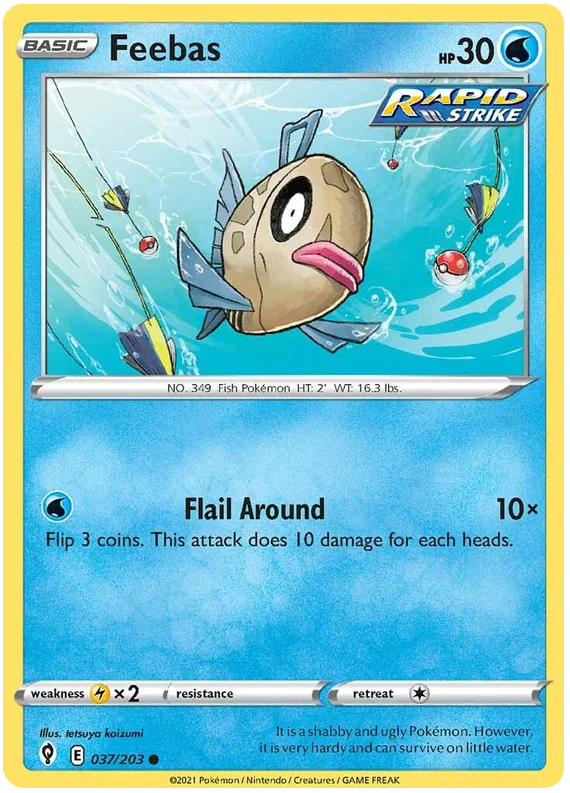 BASIC Feebas HP30
RAPID
STRIKE
NO. 349 Fish Pokémon HT: 2' WT: 16.3 lbs.
Flail Around 10×
Flip 3 coins. This attack does 10 damage for each heads.
weakness ×2 resistance retreat
Illus. tetsuya koizumi
It is a shabby and ugly Pokémon. However,
it is very hardy and can survive on little water.
E 037/203
©2021 Pokémon / Nintendo / Creatures / GAME FREAK